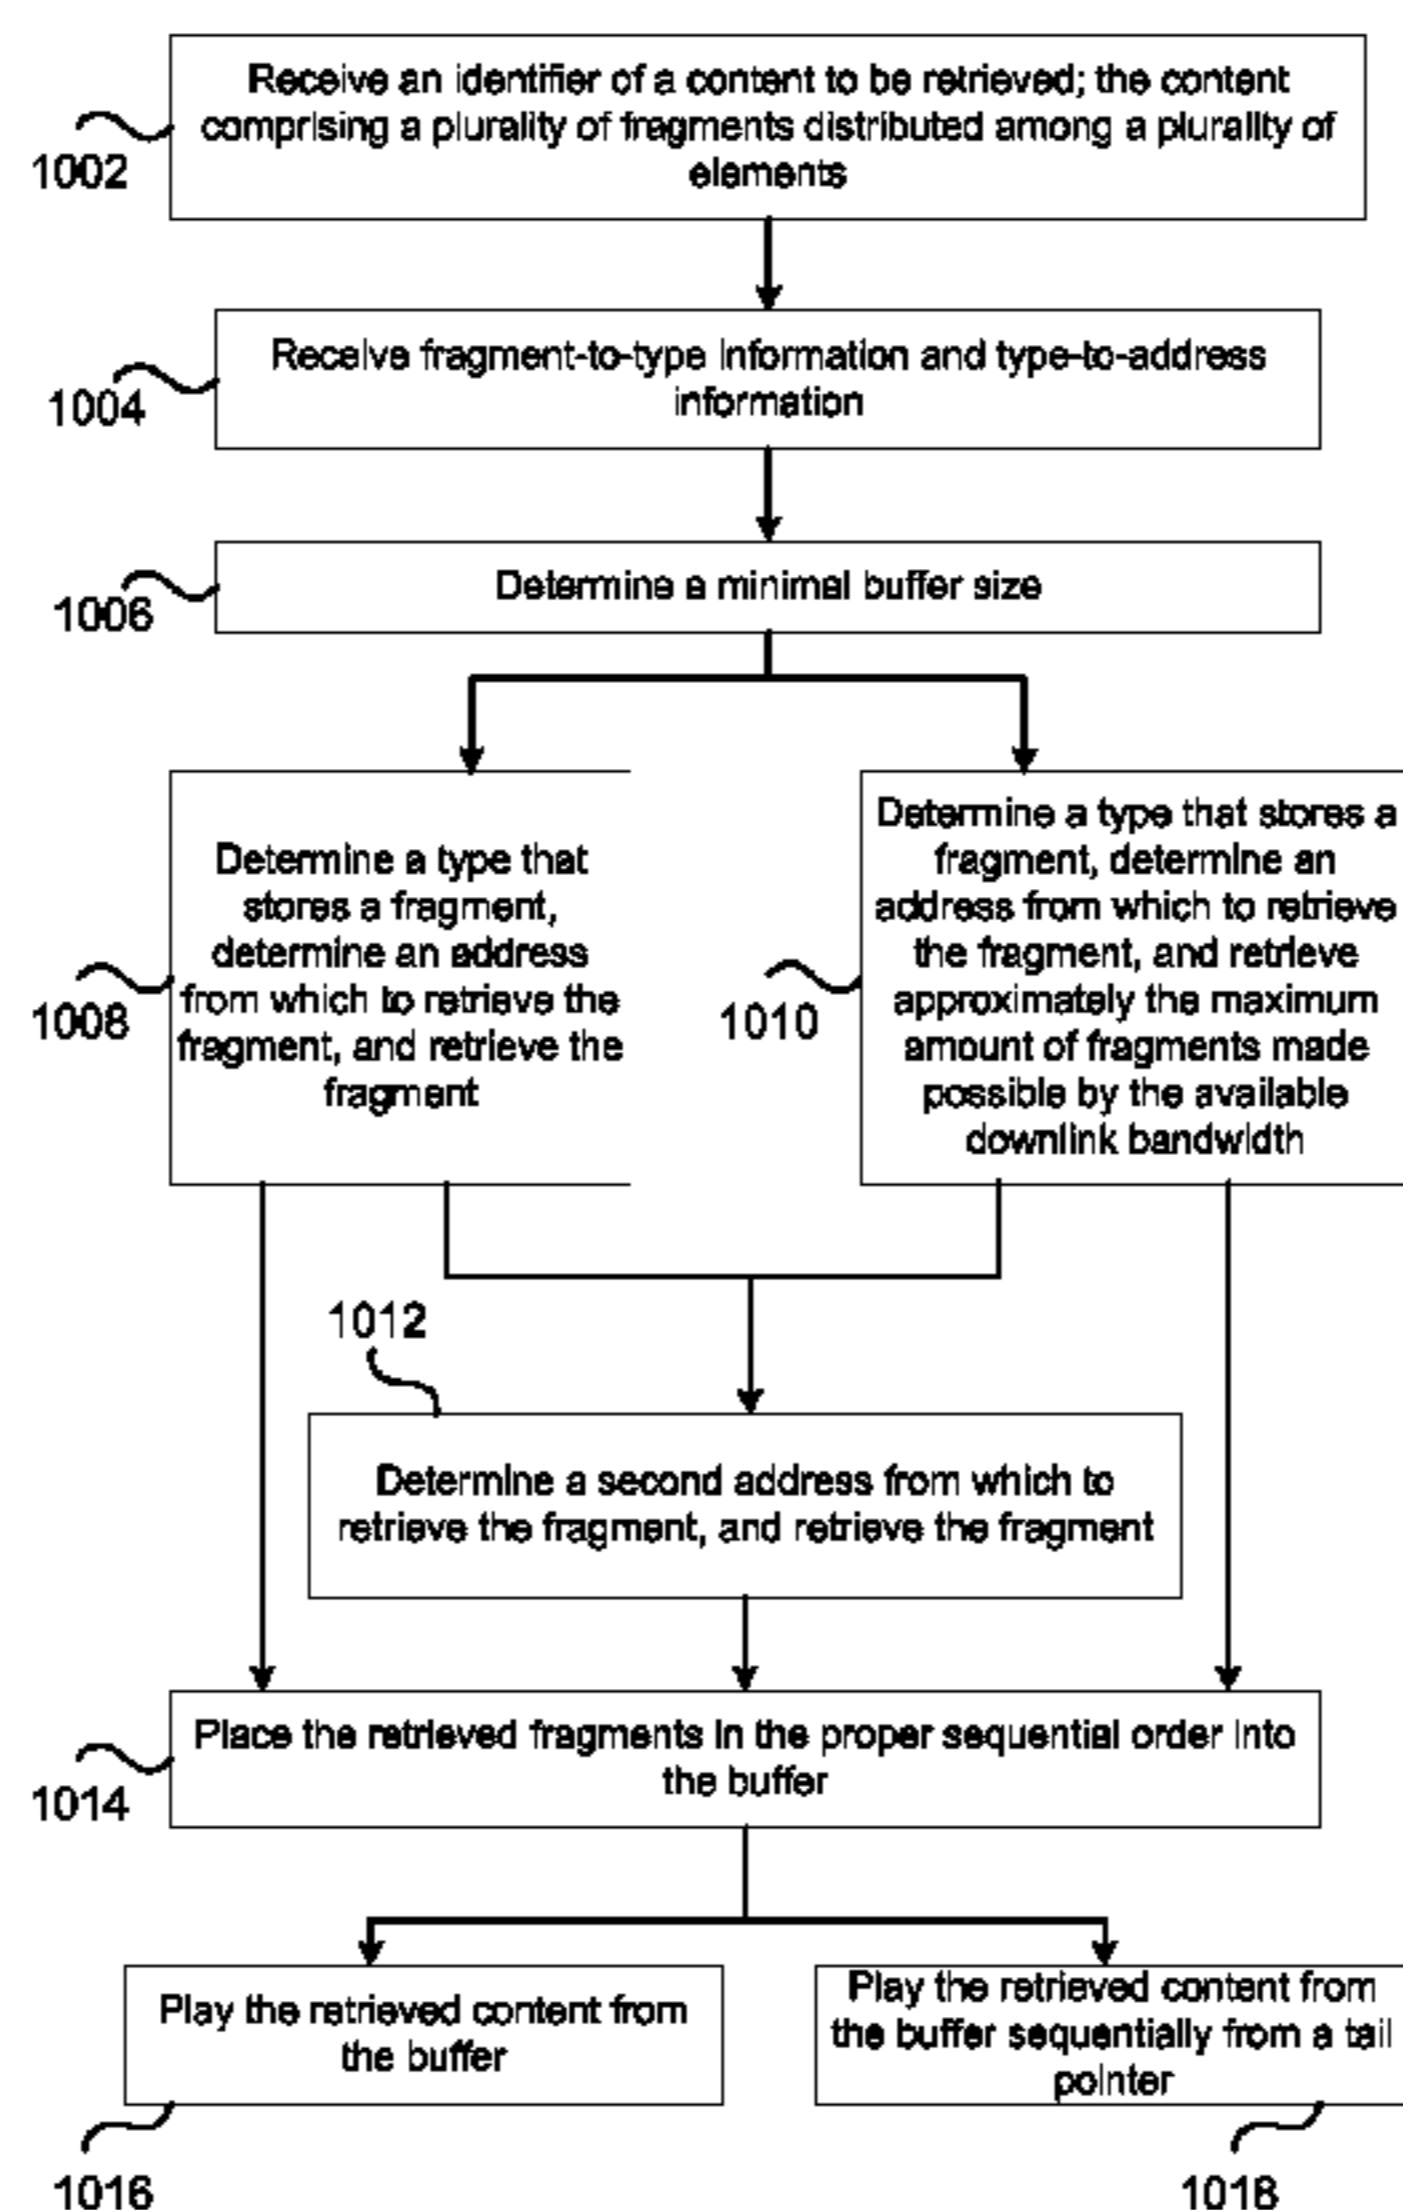 Receive an identifier of a content to be retrieved; the content
comprising a plurality of fragments distributed among a plurality of
elements
1002
Receive fragment-to-type information and type-to-address
information
1004
Determine a minimal buffer size
1006
Determine a type that
stores a fragment,
determine an address
from which to retrieve the
fragment, and retrieve the
fragment
1008
Determine a type that stores a
fragment, determine an
address from which to retrieve
the fragment, and retrieve
approximately the maximum
amount of fragments made
possible by the available
downlink bandwidth
1010
1012
Determine a second address from which to
retrieve the fragment, and retrieve the fragment
Place the retrieved fragments in the proper sequential order into
the buffer
1014
Play the retrieved content from
the buffer
1016
Play the retrieved content from
the buffer sequentially from a tail
pointer
1018